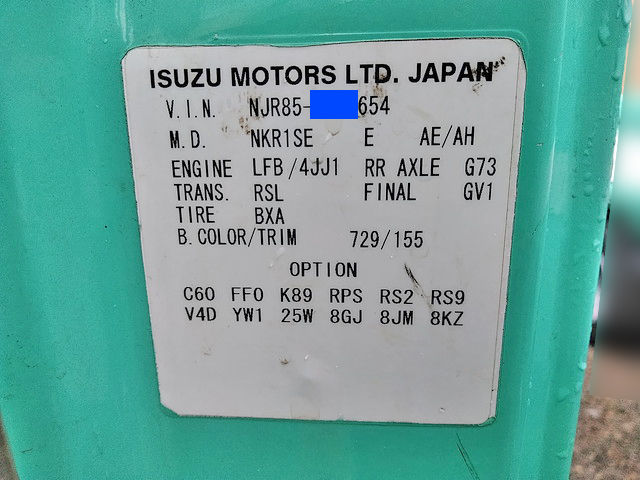 ISUZU MOTORS LTD. JAPAN
V.I.N. NJR85- 654
M.D. NKR1SE E AE/AH
ENGINE LFB/4JJ1 RR AXLE G73
TRANS. RSL FINAL GV1
TIRE BXA
B.COLOR/TRIM 729/155
OPTION
C60 FF0 K89 RPS RS2 RS9
V4D YW1 25W 8GJ 8JM 8KZ